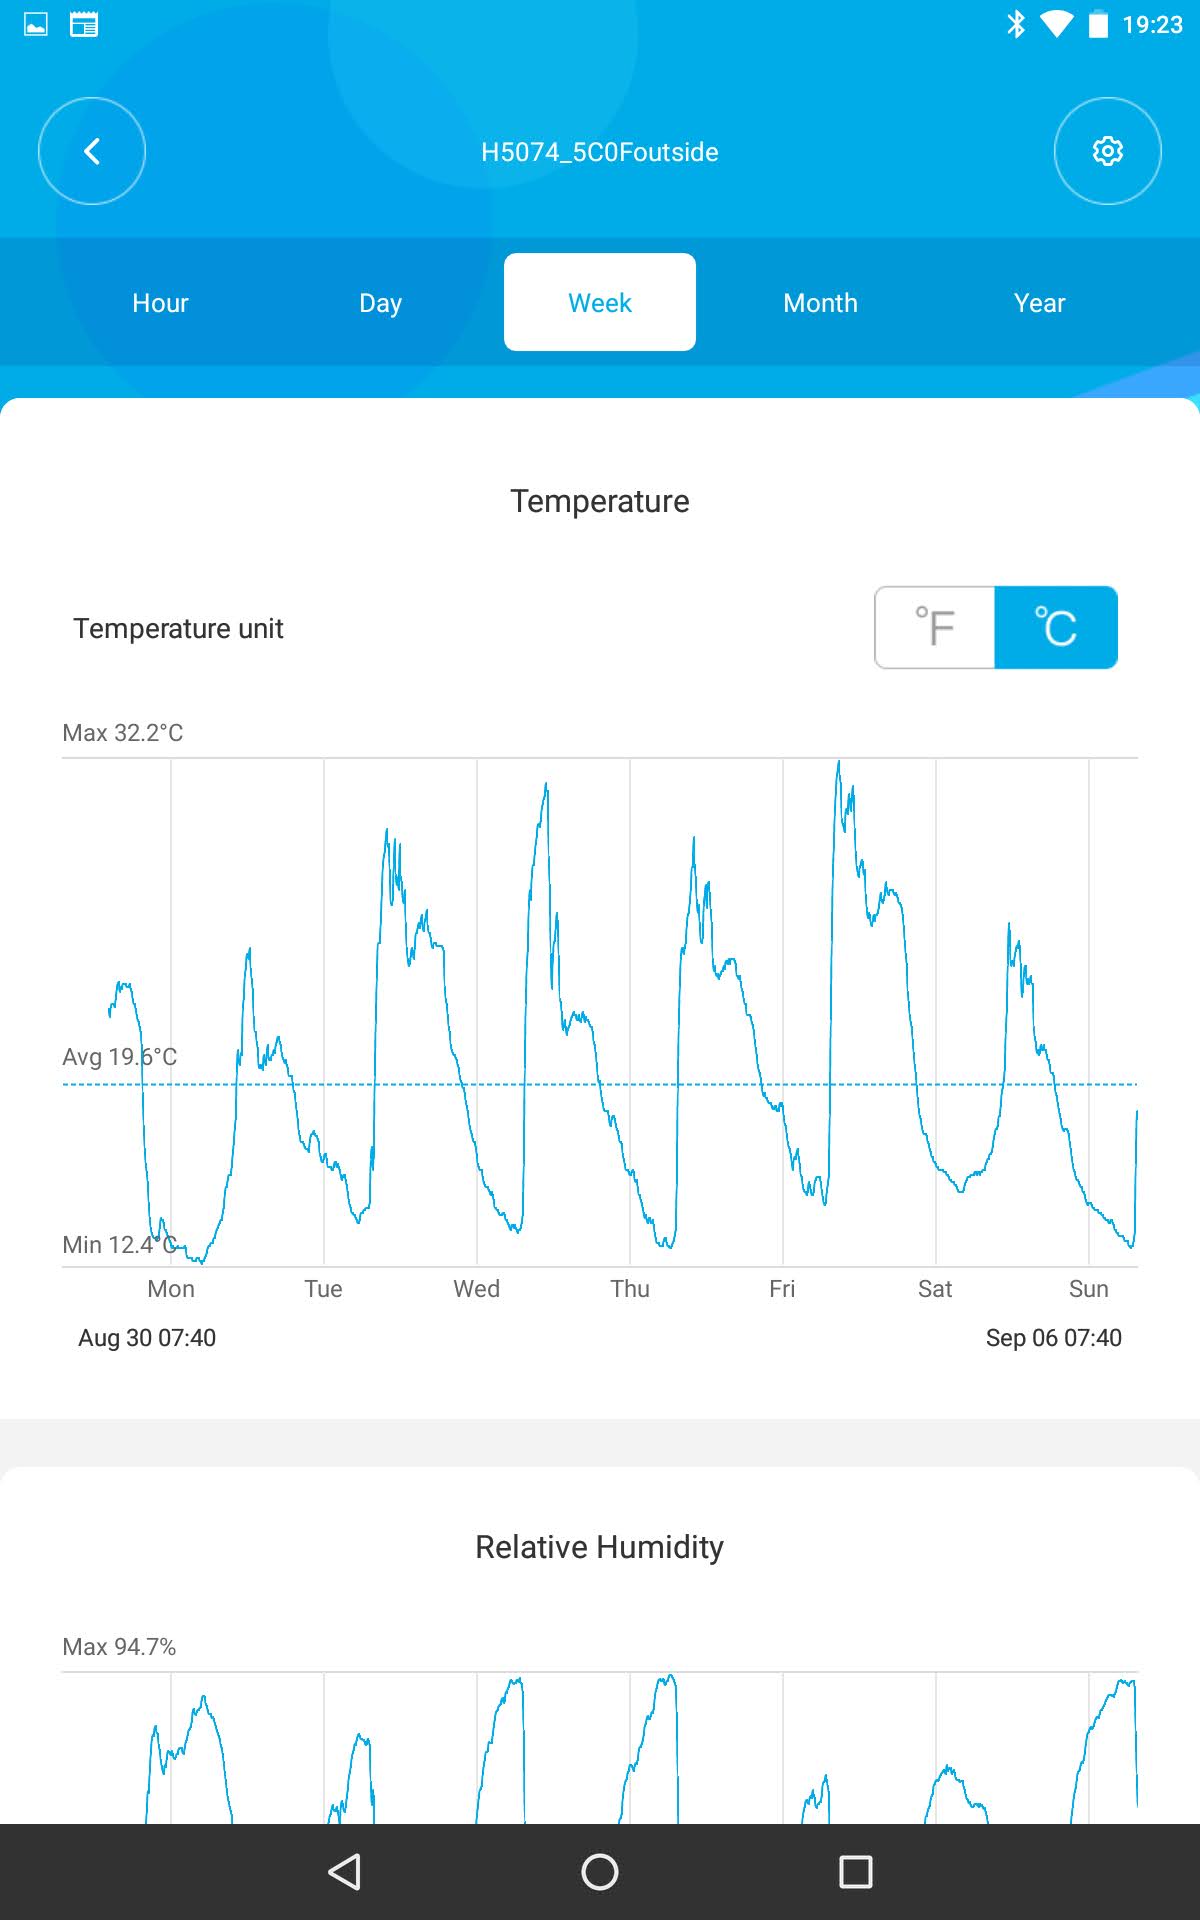 19:23
H5074_5C0Foutside
Hour Day Week Month Year
Temperature
Temperature unit °F °C
Max 32.2°C
Avg 19.6°C
Min 12.4°C
Mon Tue Wed Thu Fri Sat Sun
Aug 30 07:40 Sep 06 07:40
Relative Humidity
Max 94.7%